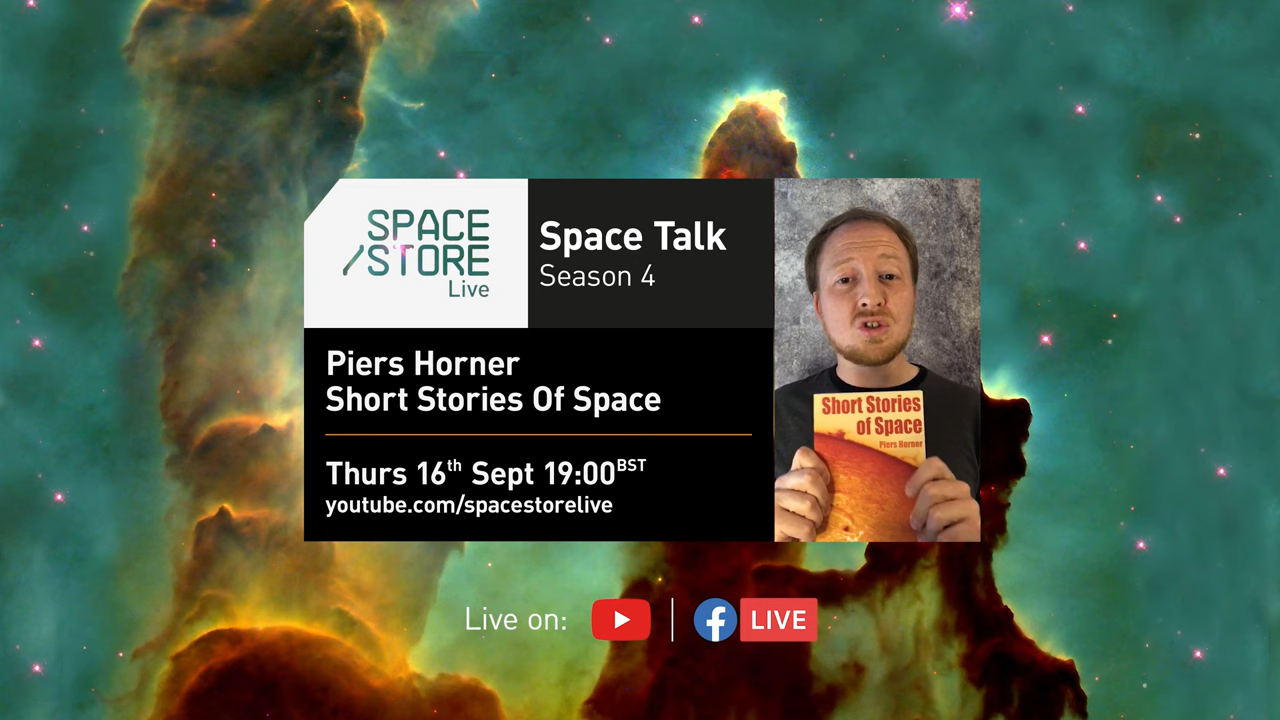 SPACE
/STORE
Live
Space Talk
Season 4
Piers Horner
Short Stories Of Space
Thurs 16th Sept 19:00BST
youtube.com/spacestorelive
Short Stories
of Space
Piers Horner
Live on:
LIVE